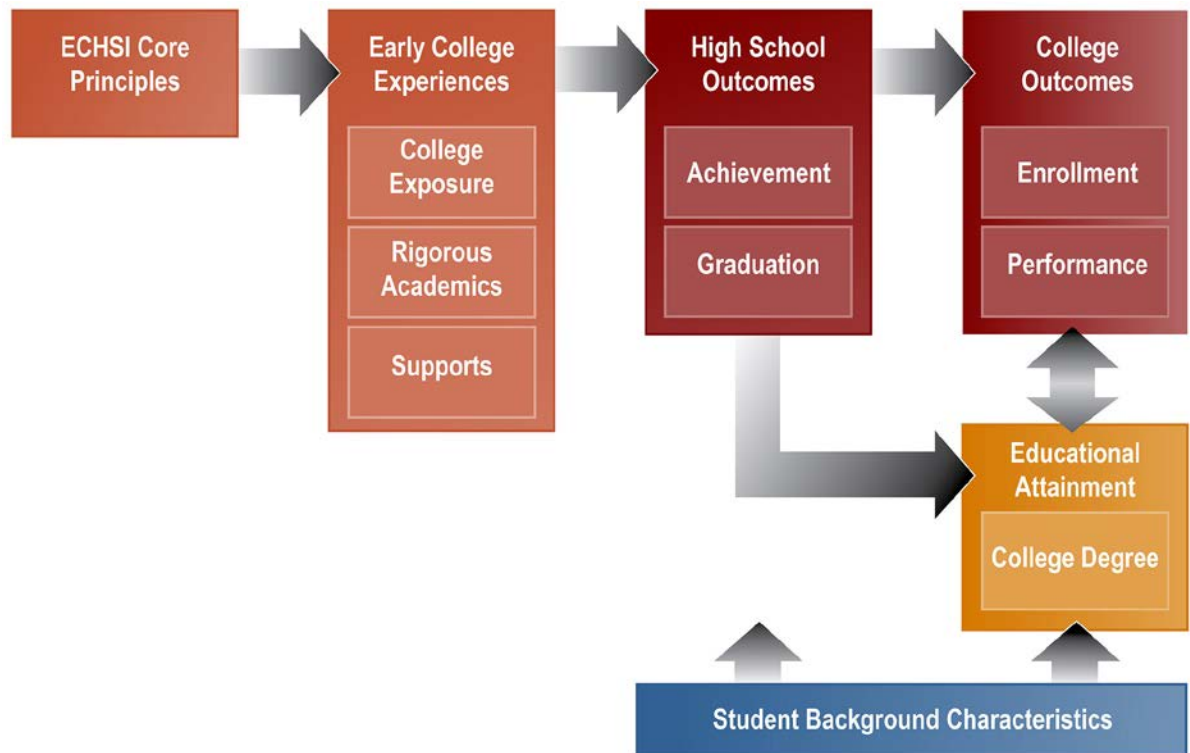 ECHSI Core
Principles
Early College
Experiences
College
Exposure
Rigorous
Academics
Supports
High School
Outcomes
Achievement
Graduation
College
Outcomes
Enrollment
Performance
Educational
Attainment
College Degree
Student Background Characteristics